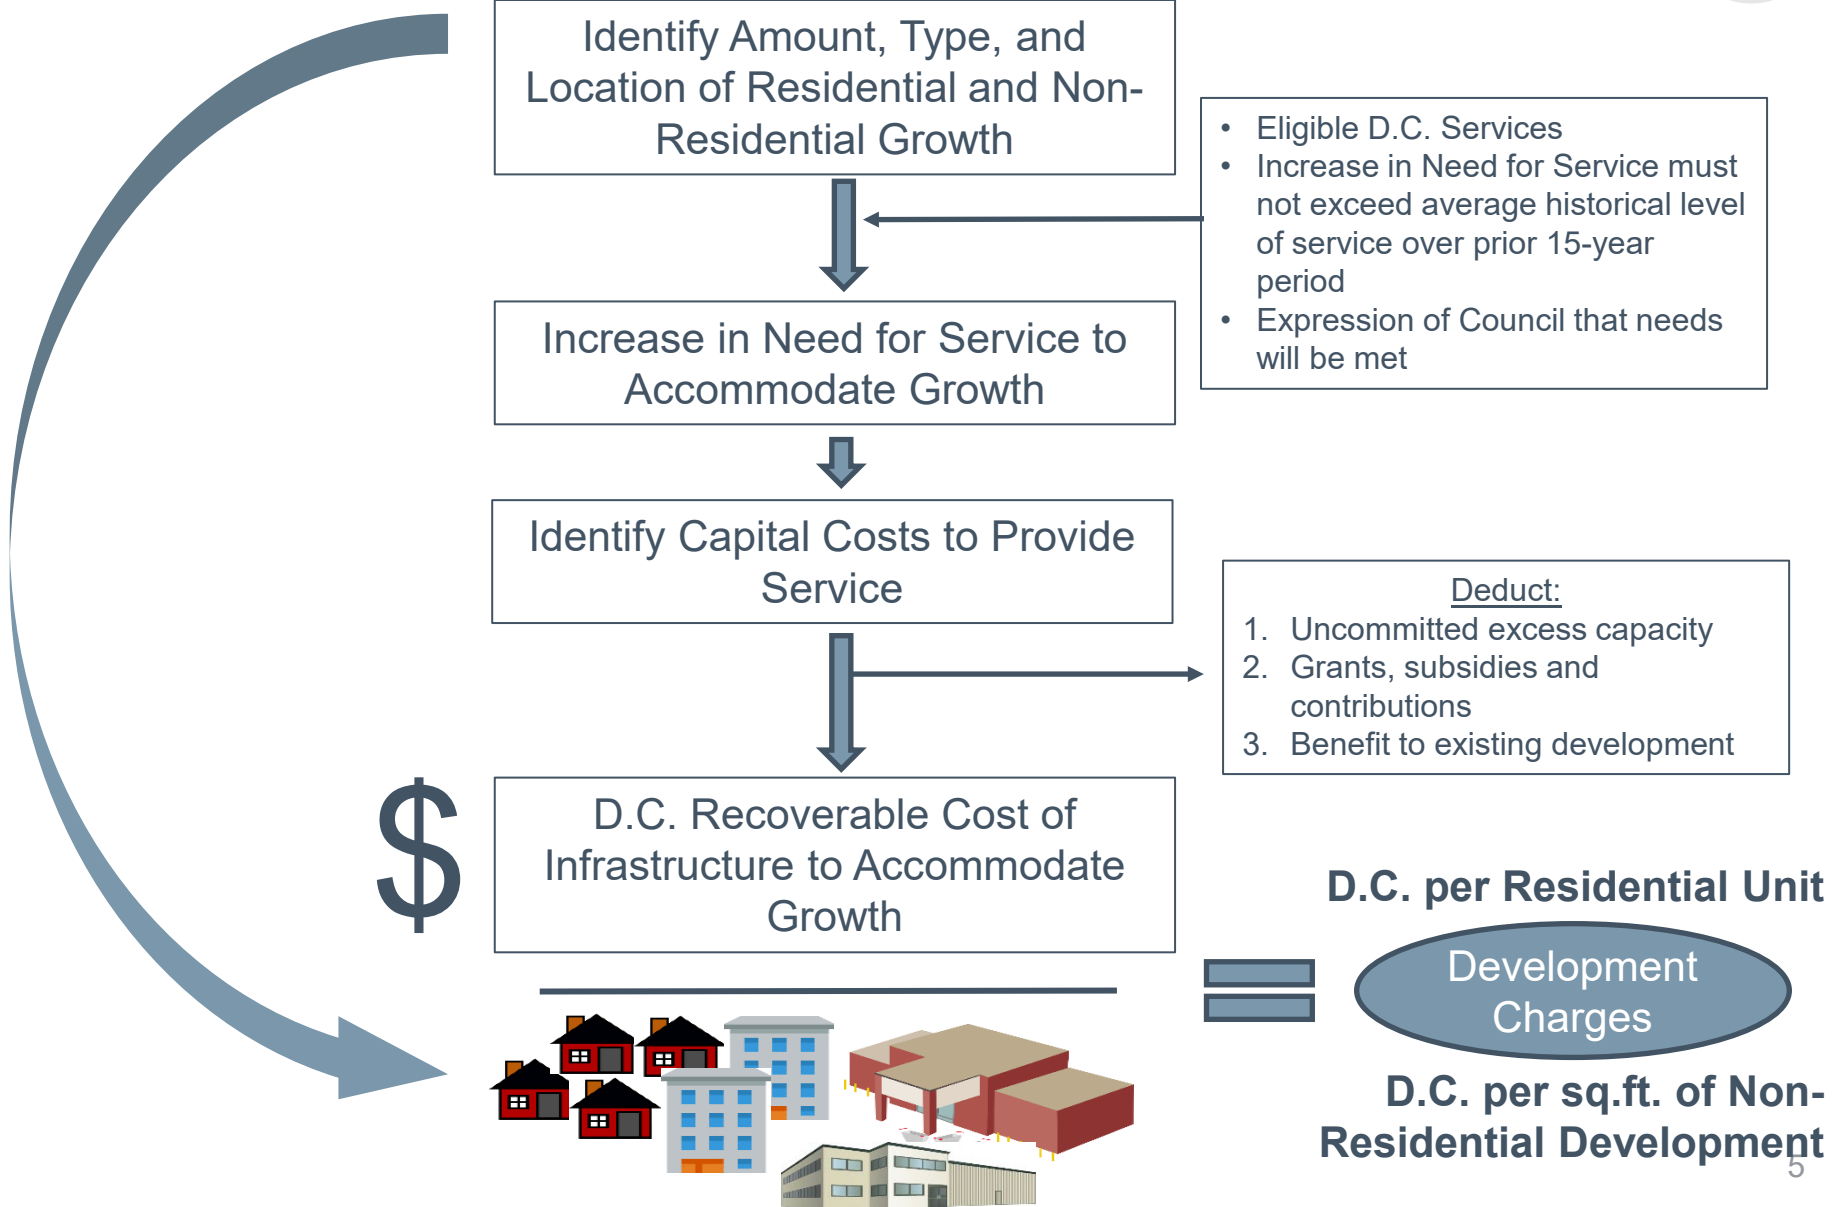 Identify Amount, Type, and
Location of Residential and Non-
Residential Growth
• Eligible D.C. Services
• Increase in Need for Service must
not exceed average historical level
of service over prior 15-year
period
• Expression of Council that needs
will be met
Increase in Need for Service to
Accommodate Growth
Identify Capital Costs to Provide
Service
Deduct:
1. Uncommitted excess capacity
2. Grants, subsidies and
contributions
3. Benefit to existing development
$
D.C. Recoverable Cost of
Infrastructure to Accommodate
Growth
D.C. per Residential Unit
Development
Charges
D.C. per sq.ft. of Non-
Residential Development
5